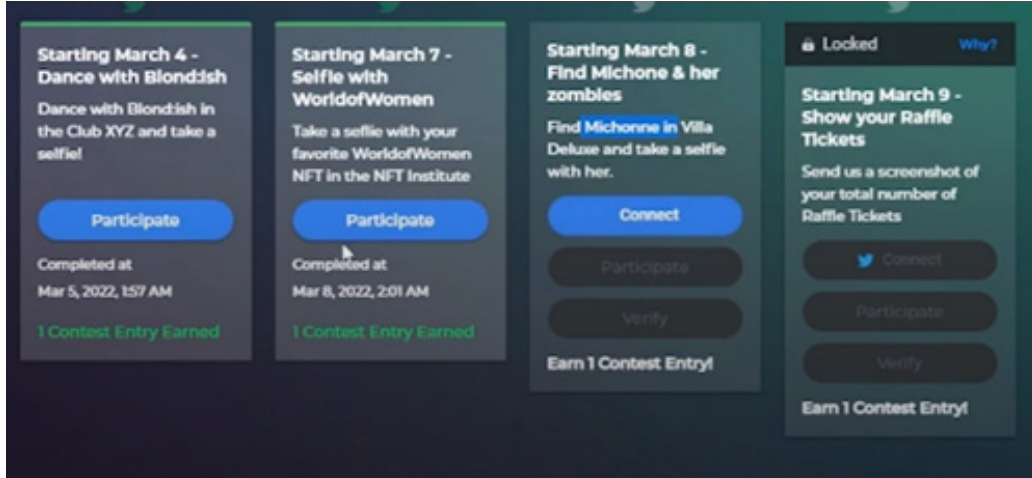 Starting March 4 -
Dance with Blond:ish
Dance with Blond:ish in
the Club XYZ and take a
selfie!
Participate
Completed at
Mar 5, 2022, 1:57 AM
1 Contest Entry Earned
Starting March 7 -
Selfie with
WorldofWomen
Take a selfie with your
favorite WorldofWomen
NFT in the NFT Institute
Participate
Completed at
Mar 8, 2022, 2:01 AM
1 Contest Entry Earned
Starting March 8 -
Find Michone & her
zombies
Find Michonne in Villa
Deluxe and take a selfie
with her.
Connect
Participate
Verify
Earn 1 Contest Entry!
Locked Why?
Starting March 9 -
Show your Raffle
Tickets
Send us a screenshot of
your total number of
Raffle Tickets
Connect
Participate
Verify
Earn 1 Contest Entry!